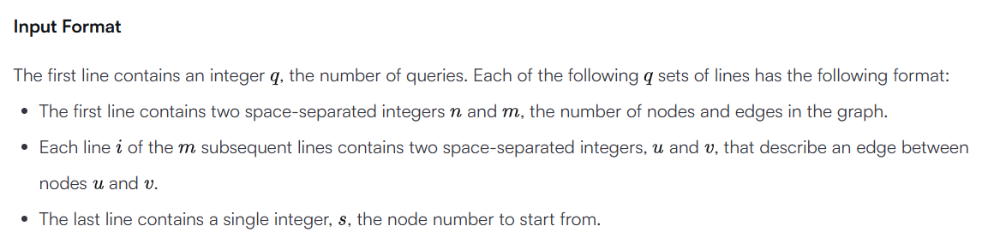 Input Format
The first line contains an integer q, the number of queries. Each of the following q sets of lines has the following format:
• The first line contains two space-separated integers n and m, the number of nodes and edges in the graph.
• Each line i of the m subsequent lines contains two space-separated integers, u and v, that describe an edge between
nodes u and v.
• The last line contains a single integer, s, the node number to start from.